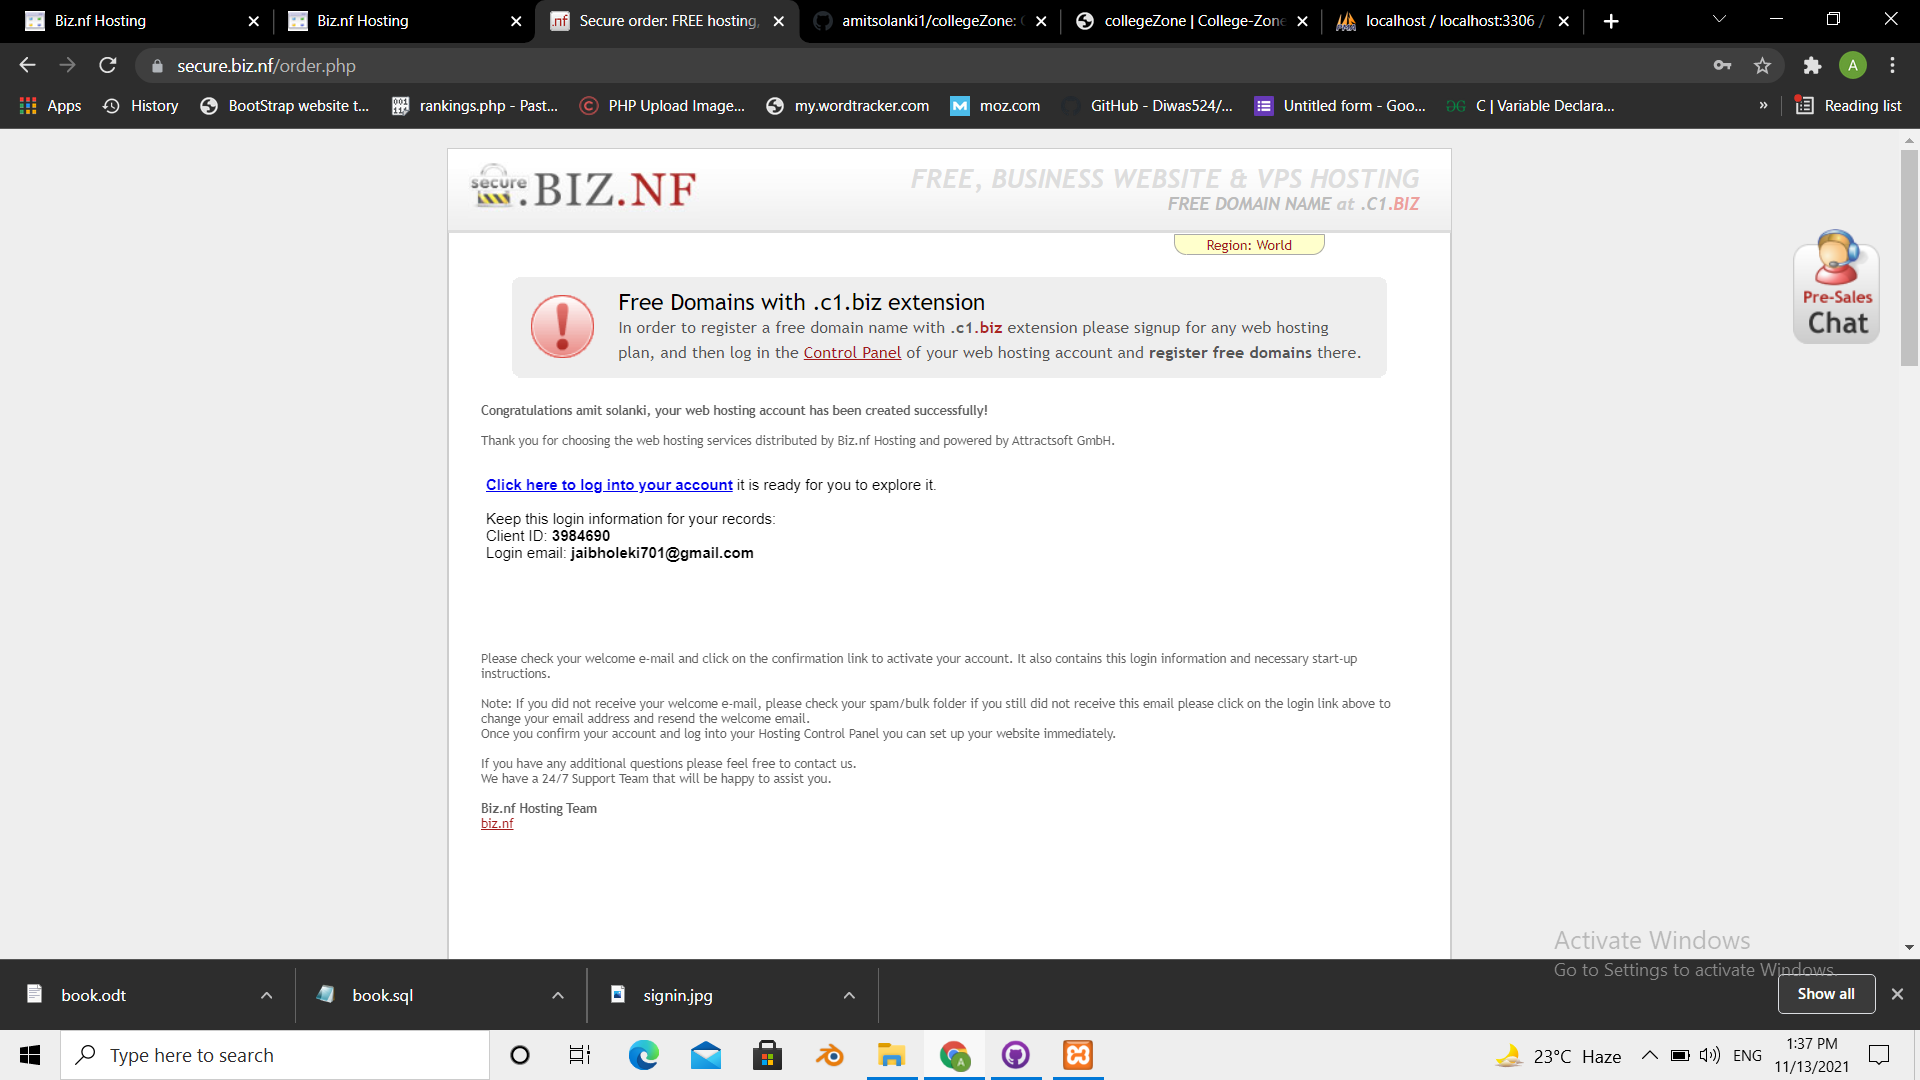 Biz.nf Hosting
Biz.nf Hosting
.nf Secure order: FREE hosting,
amitsolanki1/collegeZone:
collegeZone | College-Zone
localhost / localhost:3306 /
secure.biz.nf/order.php
A
Apps
History
BootStrap website t...
rankings.php - Past...
PHP Upload Image...
my.wordtracker.com
moz.com
GitHub - Diwas524/...
Untitled form - Goo...
C | Variable Declara...
»
Reading list
secure.BIZ.NF
FREE, BUSINESS WEBSITE & VPS HOSTING
FREE DOMAIN NAME at .C1.BIZ
Region: World
Pre-Sales
Chat
Free Domains with .c1.biz extension
In order to register a free domain name with .c1.biz extension please signup for any web hosting
plan, and then log in the Control Panel of your web hosting account and register free domains there.
Congratulations amit solanki, your web hosting account has been created successfully!
Thank you for choosing the web hosting services distributed by Biz.nf Hosting and powered by Attractsoft GmbH.
Click here to log into your account it is ready for you to explore it.
Keep this login information for your records:
Client ID: 3984690
Login email: jaibholeki701@gmail.com
Please check your welcome e-mail and click on the confirmation link to activate your account. It also contains this login information and necessary start-up
instructions.
Note: If you did not receive your welcome e-mail, please check your spam/bulk folder if you still did not receive this email please click on the login link above to
change your email address and resend the welcome email.
Once you confirm your account and log into your Hosting Control Panel you can set up your website immediately.
If you have any additional questions please feel free to contact us.
We have a 24/7 Support Team that will be happy to assist you.
Biz.nf Hosting Team
biz.nf
Activate Windows
Go to Settings to activate Windows.
book.odt
book.sql
signin.jpg
Show all
Type here to search
23°C Haze
ENG
1:37 PM
11/13/2021